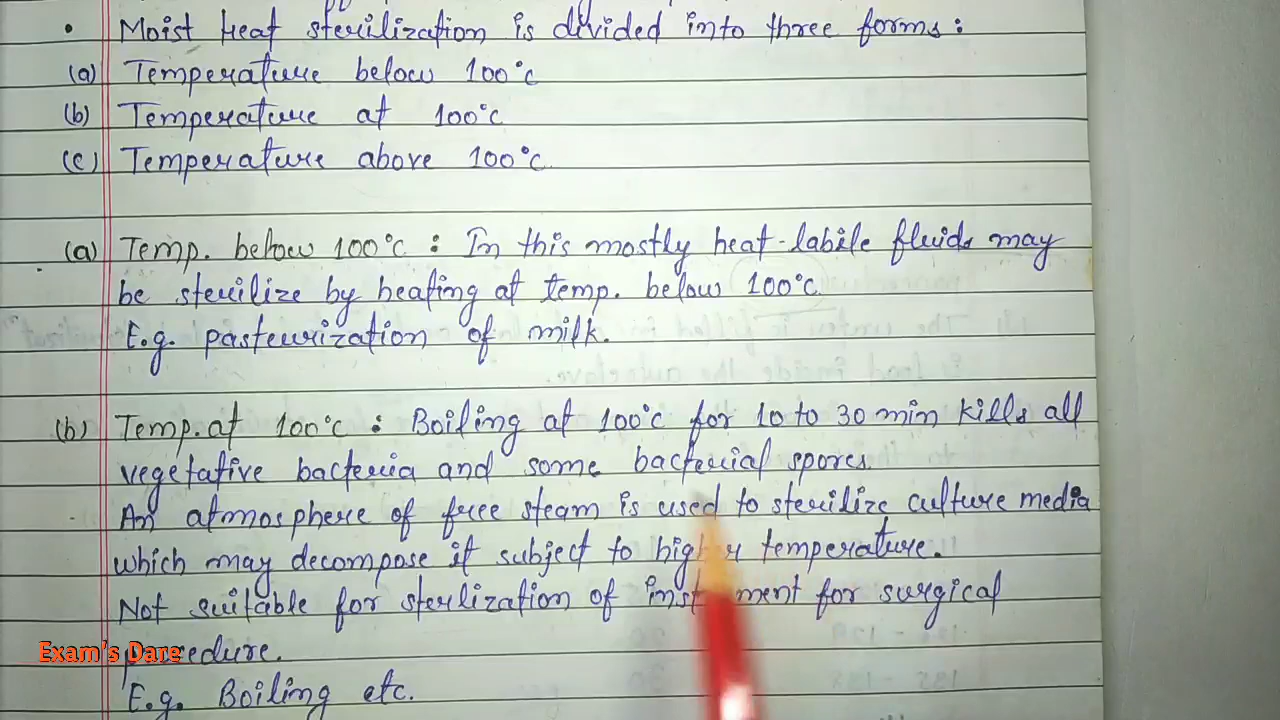 • Moist Heat sterilization is divided into three forms:
(a) Temperature below 100°c
(b) Temperature at 100°c
(c) Temperature above 100°c.
(a) Temp. below 100°c : In this mostly heat-labile fluids may
be sterilize by heating at temp. below 100°c
E.g. pasteurization of milk.
(b) Temp. at 100°c : Boiling at 100°c for 10 to 30 min kills all
vegetative bacteria and some bacterial spores.
An atmosphere of free steam is used to sterilize culture media
which may decompose if subject to higher temperature.
Not suitable for sterlization of instrument for surgical
Exam's Dare
procedure.
E.g. Boiling etc.